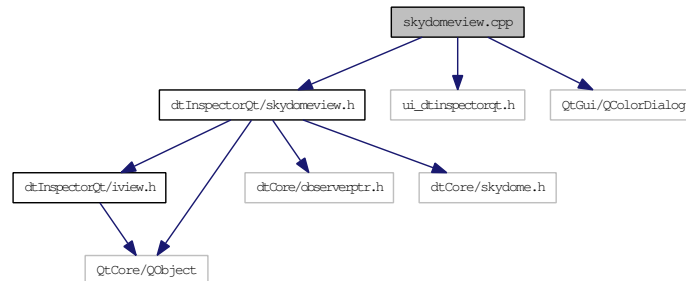 skydomeview.cpp
dtInspectorQt/skydomeview.h
ui_dtinspectorqt.h
QtGui/QColorDialog
dtInspectorQt/iview.h
dtCore/observerptr.h
dtCore/skydome.h
QtCore/QObject